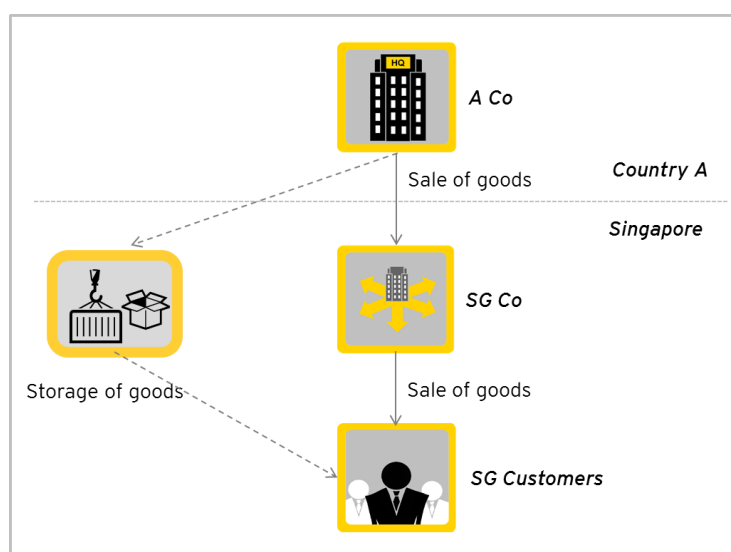 HQ
A Co
Sale of goods
Country A
Singapore
SG Co
Storage of goods
Sale of goods
SG Customers